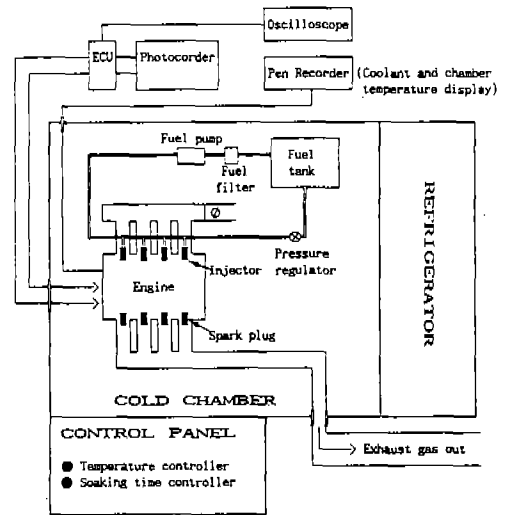 Oscilloscope
ECU
Photocorder
Pen Recorder
(Coolant and chamber
temperature display)
Fuel pump
Fuel
filter
Fuel
tank
Ø
Injector
Pressure
regulator
Engine
Spark plug
REFRIGERATOR
COLD CHAMBER
CONTROL PANEL
● Temperature controller
● Soaking time controller
Exhaust gas out